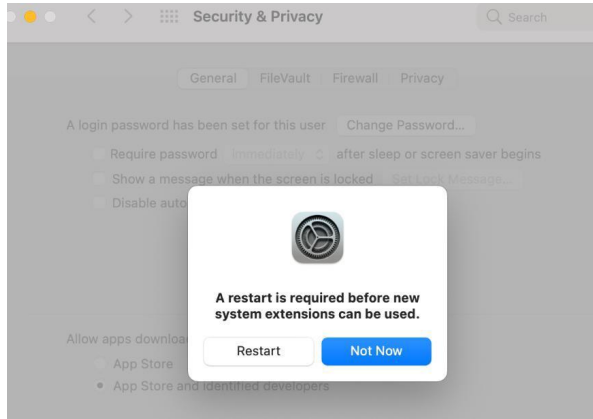 Security & Privacy
Search
General FileVault Firewall Privacy
A login password has been set for this user Change Password...
Require password immediately after sleep or screen saver begins
Show a message when the screen is locked Set Lock Message...
Disable auto
A restart is required before new
system extensions can be used.
Restart Not Now
Allow apps downloa
App Store
App Store and identified developers